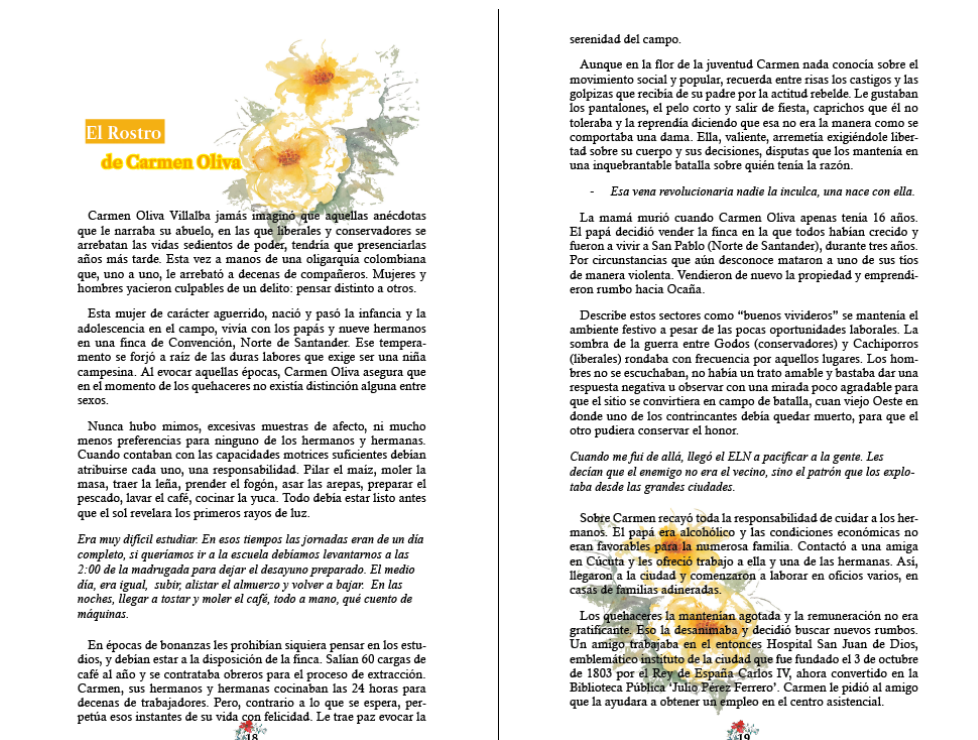 El Rostro
de Carmen Oliva
Carmen Oliva Villalba jamás imaginó que aquellas anécdotas
que le narraba su abuelo, en las que liberales y conservadores se
arrebatan las vidas sedientos de poder, tendría que presenciarlas
años más tarde. Esta vez a manos de una oligarquía colombiana
que, uno a uno, le arrebató a decenas de compañeros. Mujeres y
hombres yacieron culpables de un delito: pensar distinto a otros.
Esta mujer de carácter aguerrido, nació y pasó la infancia y la
adolescencia en el campo, vivía con los papás y nueve hermanos
en una finca de Convención, Norte de Santander. Ese tempera-
mento se forjó a raíz de las duras labores que exige ser una niña
campesina. Al evocar aquellas épocas, Carmen Oliva asegura que
en el momento de los quehaceres no existía distinción alguna entre
sexos.
Nunca hubo mimos, excesivas muestras de afecto, ni mucho
menos preferencias para ninguno de los hermanos y hermanas.
Cuando contaban con las capacidades motrices suficientes debían
atribuirse cada uno, una responsabilidad. Pilar el maíz, moler la
masa, traer la leña, prender el fogón, asar las arepas, preparar el
pescado, lavar el café, cocinar la yuca. Todo debía estar listo antes
que el sol revelara los primeros rayos de luz.
Era muy difícil estudiar. En esos tiempos las jornadas eran de un día
completo, si queríamos ir a la escuela debíamos levantarnos a las
2:00 de la madrugada para dejar el desayuno preparado. El medio
día, era igual, subir, alistar el almuerzo y volver a bajar. En las
noches, llegar a tostar y moler el café, todo a mano, qué cuento de
máquinas.
En épocas de bonanzas les prohibían siquiera pensar en los estu-
dios, y debían estar a la disposición de la finca. Salían 60 cargas de
café al año y se contrataba obreros para el proceso de extracción.
Carmen, sus hermanos y hermanas cocinaban las 24 horas para
decenas de trabajadores. Pero, contrario a lo que se espera, per-
petúa esos instantes de su vida con felicidad. Le trae paz evocar la
18
serenidad del campo.
Aunque en la flor de la juventud Carmen nada conocía sobre el
movimiento social y popular, recuerda entre risas los castigos y las
golpizas que recibía de su padre por la actitud rebelde. Le gustaban
los pantalones, el pelo corto y salir de fiesta, caprichos que él no
toleraba y la reprendía diciendo que esa no era la manera como se
comportaba una dama. Ella, valiente, arremetía exigiéndole liber-
tad sobre su cuerpo y sus decisiones, disputas que los mantenía en
una inquebrantable batalla sobre quién tenía la razón.
- Esa vena revolucionaria nadie la inculca, una nace con ella.
La mamá murió cuando Carmen Oliva apenas tenía 16 años.
El papá decidió vender la finca en la que todos habían crecido y
fueron a vivir a San Pablo (Norte de Santander), durante tres años.
Por circunstancias que aún desconoce mataron a uno de sus tíos
de manera violenta. Vendieron de nuevo la propiedad y emprendi-
eron rumbo hacia Ocaña.
Describe estos sectores como “buenos vivideros” se mantenía el
ambiente festivo a pesar de las pocas oportunidades laborales. La
sombra de la guerra entre Godos (conservadores) y Cachiporros
(liberales) rondaba con frecuencia por aquellos lugares. Los hom-
bres no se escuchaban, no había un trato amable y bastaba dar una
respuesta negativa u observar con una mirada poco agradable para
que el sitio se convirtiera en campo de batalla, cuan viejo Oeste en
donde uno de los contrincantes debía quedar muerto, para que el
otro pudiera conservar el honor.
Cuando me fui de allá, llegó el ELN a pacificar a la gente. Les
decían que el enemigo no era el vecino, sino el patrón que los explo-
taba desde las grandes ciudades.
Sobre Carmen recayó toda la responsabilidad de cuidar a los her-
manos. El papá era alcohólico y las condiciones económicas no
eran favorables para la numerosa familia. Contactó a una amiga
en Cúcuta y les ofreció trabajo a ella y una de las hermanas. Así,
llegaron a la ciudad y comenzaron a laborar en oficios varios, en
casas de familias adineradas.
Los quehaceres la mantenían agotada y la remuneración no era
gratificante. Eso la desanimaba y decidió buscar nuevos rumbos.
Un amigo trabajaba en el entonces Hospital San Juan de Dios,
emblemático instituto de la ciudad que fue fundado el 3 de octubre
de 1803 por el Rey de España Carlos IV, ahora convertido en la
Biblioteca Pública ‘Julio Pérez Ferrero’. Carmen le pidió al amigo
que la ayudara a obtener un empleo en el centro asistencial.
19